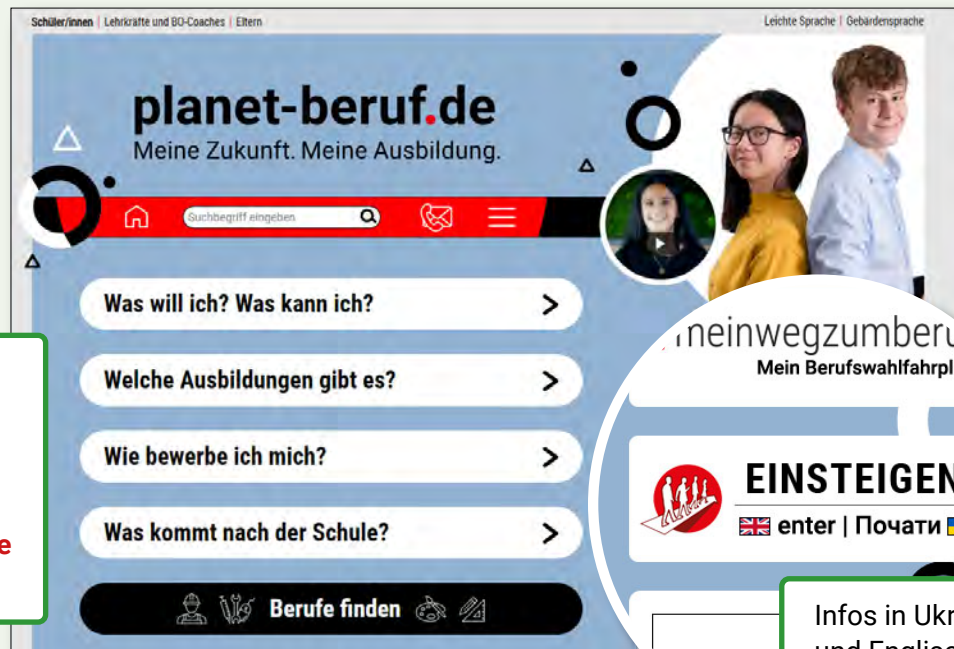 Schüler/innen | Lehrkräfte und BO-Coaches | Eltern
Leichte Sprache | Gebärdensprache
planet-beruf.de
Meine Zukunft. Meine Ausbildung.
Suchbegriff eingeben
Was will ich? Was kann ich?
Welche Ausbildungen gibt es?
Wie bewerbe ich mich?
Was kommt nach der Schule?
Berufe finden
meinwegzumberu
Mein Berufswahlfahrpl
EINSTEIGEN
enter | Почати
Infos in Ukr